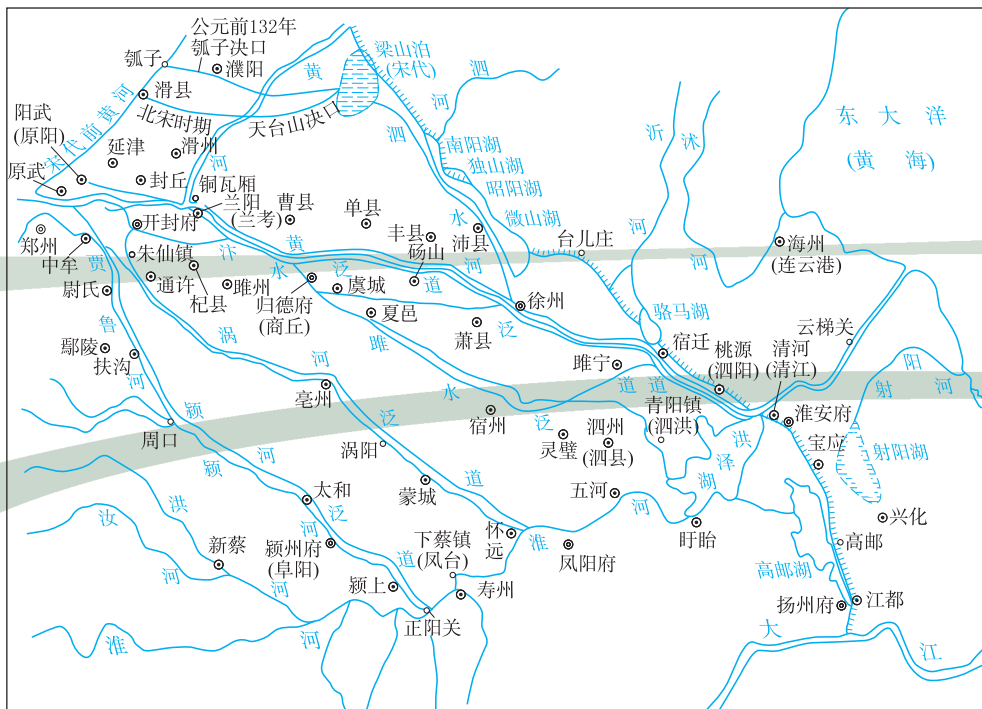 公元前132年
瓠子决口
瓠子
濮阳
滑县
黄
河
梁山泊
(宋代)
泗
河
宋代前黄河
北宋时期
天台山决口
泗
水
沂
河
沭
河
东大洋
(黄海)
阳武
(原阳)
延津
滑州
原武
封丘
铜瓦厢
兰阳
(兰考)
曹县
单县
丰县
沛县
南阳湖
独山湖
昭阳湖
微山湖
台儿庄
海州
(连云港)
郑州
中牟
开封府
朱仙镇
汴
水
黄
河
泛
道
砀山
尉氏
通许
杞县
睢州
归德府
(商丘)
虞城
夏邑
萧县
徐州
骆马湖
宿迁
云梯关
贾
鲁
河
鄢陵
扶沟
涡
河
泛
道
睢
水
泛
道
泛
道
睢宁
桃源
(泗阳)
清河
(清江)
射
阳
河
亳州
宿州
灵璧
泗州
(泗县)
青阳镇
(泗洪)
洪
泽
湖
淮安府
宝应
射阳湖
周口
颍
河
涡阳
蒙城
五河
盱眙
兴化
颍
河
泛
道
太和
洪
河
汝
河
新蔡
颍州府
(阜阳)
下蔡镇
(凤台)
怀
远
淮
河
凤阳府
高邮
高邮湖
颍上
寿州
正阳关
扬州府
江都
淮
河
大
江